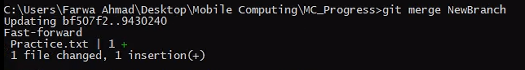 C:\Users\Farwa Ahmad\Desktop\Mobile Computing\MC_Progress>git merge NewBranch
Updating bf507f2..9430240
Fast-forward
 Practice.txt | 1 +
 1 file changed, 1 insertion(+)